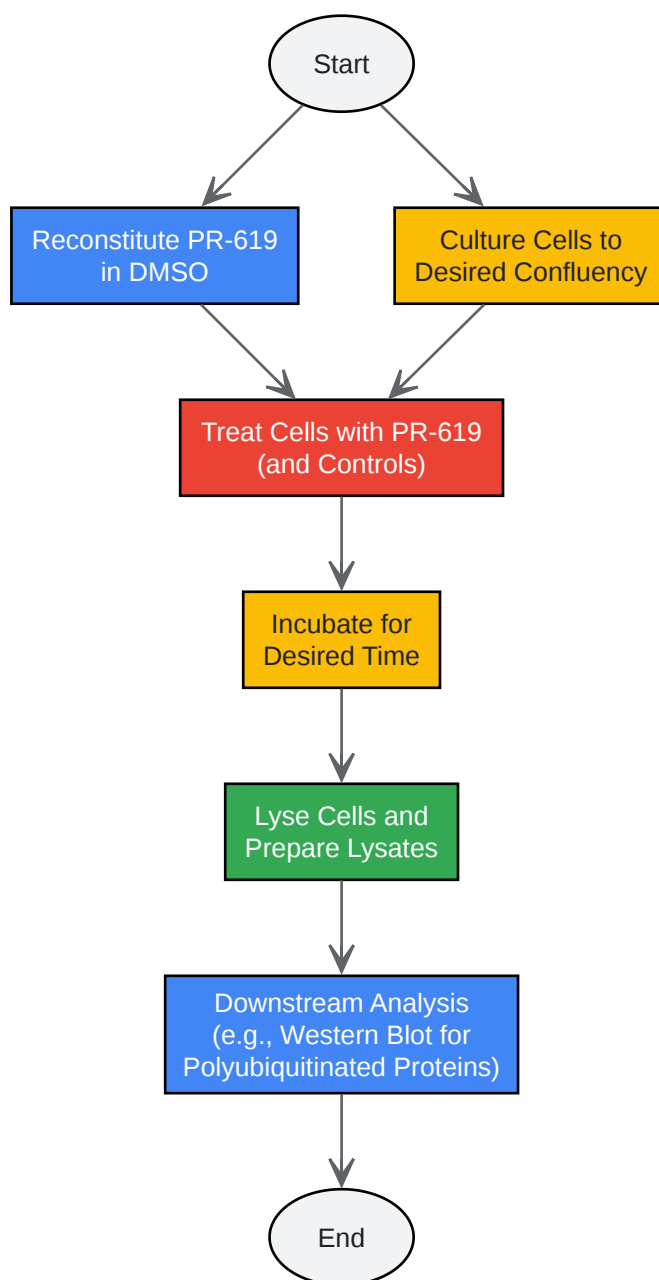 Start
Reconstitute PR-619
in DMSO
Culture Cells to
Desired Confluency
Treat Cells with PR-619
(and Controls)
Incubate for
Desired Time
Lyse Cells and
Prepare Lysates
Downstream Analysis
(e.g., Western Blot for
Polyubiquitinated Proteins)
End